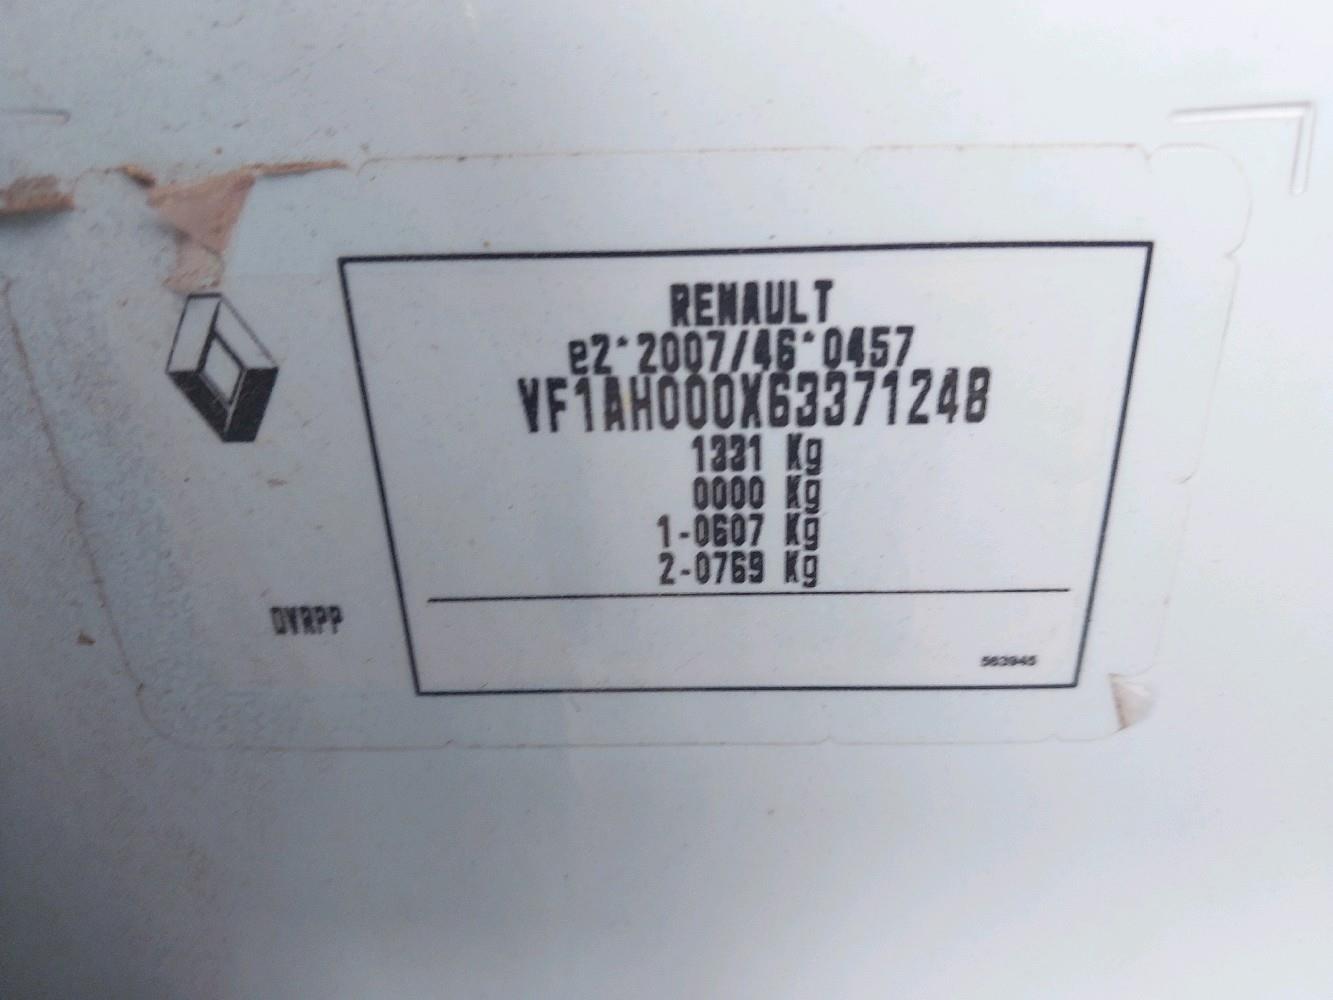 RENAULT
e2*2007/46*0457
VF1AH000X63371248
1331 Kg
0000 Kg
1-0607 Kg
2-0769 Kg
DVRPP
563945